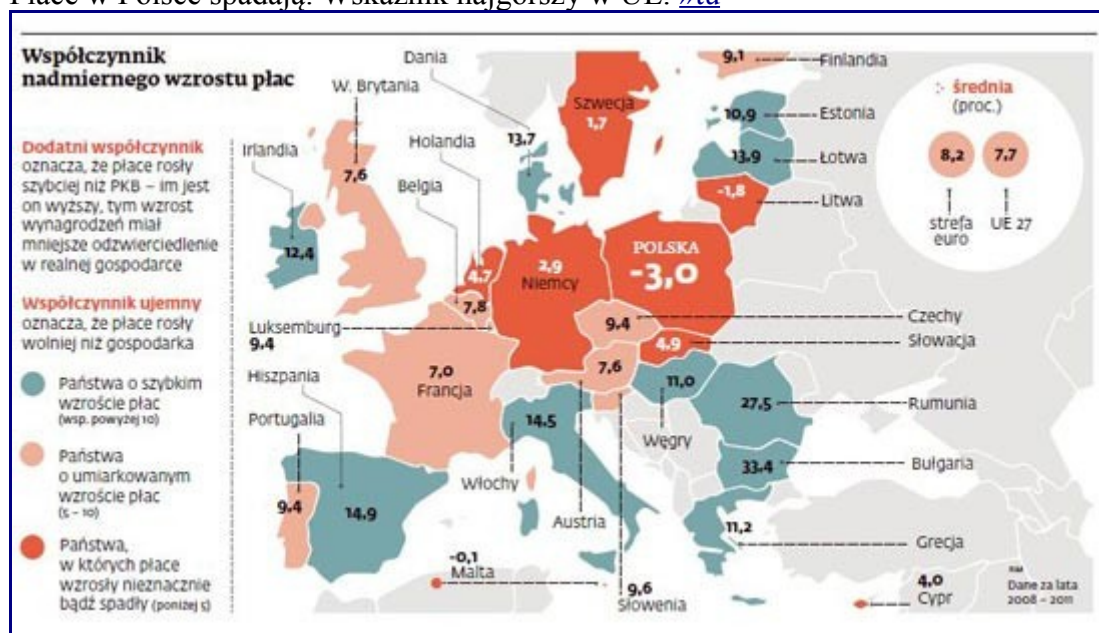 Płace w Polsce spadają. Wskaźnik najgorszy w UE. »tu
Współczynnik
nadmiernego wzrostu płac
Dodatni współczynnik
oznacza, że płace rosły
szybciej niż PKB – im jest
on wyższy, tym wzrost
wynagrodzeń miał
mniejsze odzwierciedlenie
w realnej gospodarce
Współczynnik ujemny
oznacza, że płace rosły
wolniej niż gospodarka
Państwa o szybkim
wzroście płac
(wsp. powyżej 10)
Państwa
o umiarkowanym
wzroście płac
(5 – 10)
Państwa,
w których płace
wzrosły nieznacznie
bądź spadły (poniżej 5)
Dania
13,7
W. Brytania
7,6
Holandia
4,7
Irlandia
12,4
Belgia
7,8
Luksemburg
9,4
Hiszpania
14,9
Portugalia
9,4
7,0
Francja
Szwecja
1,7
9,1
Finlandia
10,9
Estonia
13,9
Łotwa
-1,8
Litwa
POLSKA
-3,0
2,9
Niemcy
9,4
Czechy
4,9
Słowacja
7,6
Austria
11,0
Węgry
27,5
Rumunia
33,4
Bułgaria
14,5
Włochy
11,2
Grecja
-0,1
Malta
9,6
Słowenia
4,0
Cypr
średnia
(proc.)
8,2
7,7
strefa
euro
UE 27
RM
Dane za lata
2008 – 2011